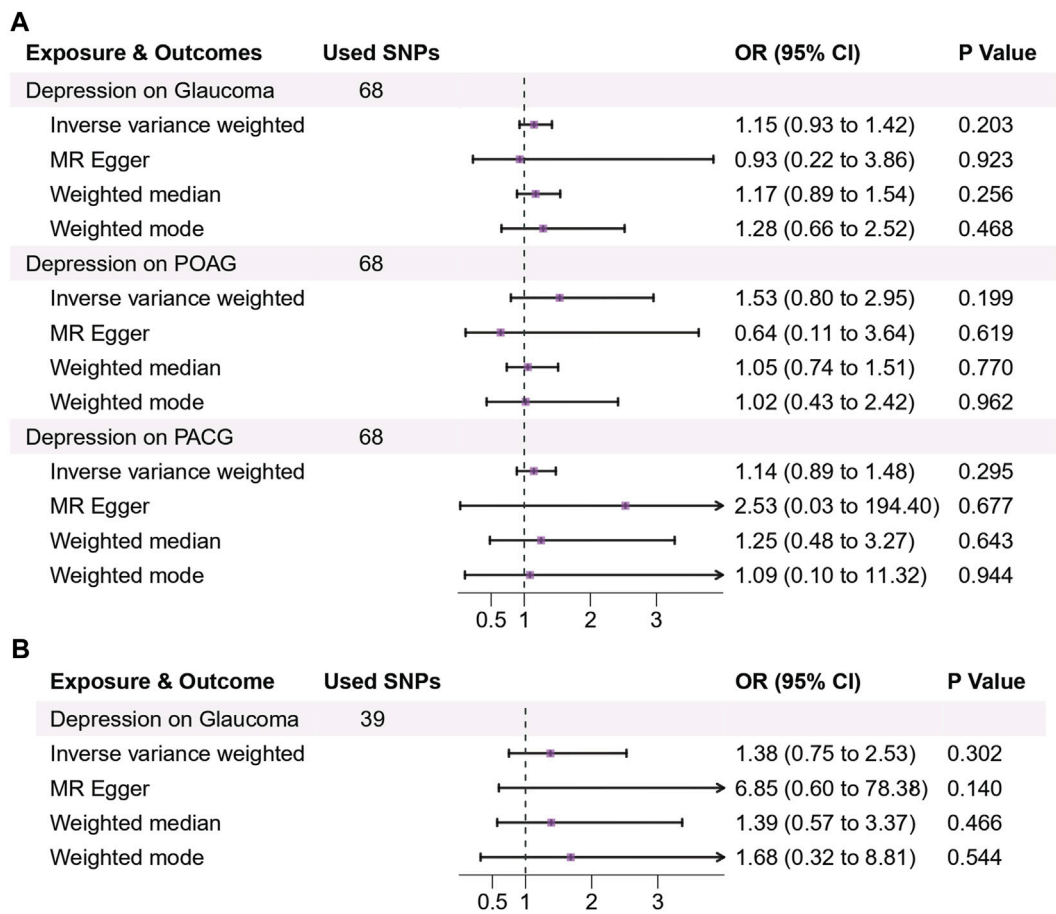 A
Exposure & Outcomes Used SNPs OR (95% CI) P Value
Depression on Glaucoma 68
Inverse variance weighted 1.15 (0.93 to 1.42) 0.203
MR Egger 0.93 (0.22 to 3.86) 0.923
Weighted median 1.17 (0.89 to 1.54) 0.256
Weighted mode 1.28 (0.66 to 2.52) 0.468
Depression on POAG 68
Inverse variance weighted 1.53 (0.80 to 2.95) 0.199
MR Egger 0.64 (0.11 to 3.64) 0.619
Weighted median 1.05 (0.74 to 1.51) 0.770
Weighted mode 1.02 (0.43 to 2.42) 0.962
Depression on PACG 68
Inverse variance weighted 1.14 (0.89 to 1.48) 0.295
MR Egger 2.53 (0.03 to 194.40) 0.677
Weighted median 1.25 (0.48 to 3.27) 0.643
Weighted mode 1.09 (0.10 to 11.32) 0.944
0.5 1 2 3
B
Exposure & Outcome Used SNPs OR (95% CI) P Value
Depression on Glaucoma 39
Inverse variance weighted 1.38 (0.75 to 2.53) 0.302
MR Egger 6.85 (0.60 to 78.38) 0.140
Weighted median 1.39 (0.57 to 3.37) 0.466
Weighted mode 1.68 (0.32 to 8.81) 0.544
0.5 1 2 3